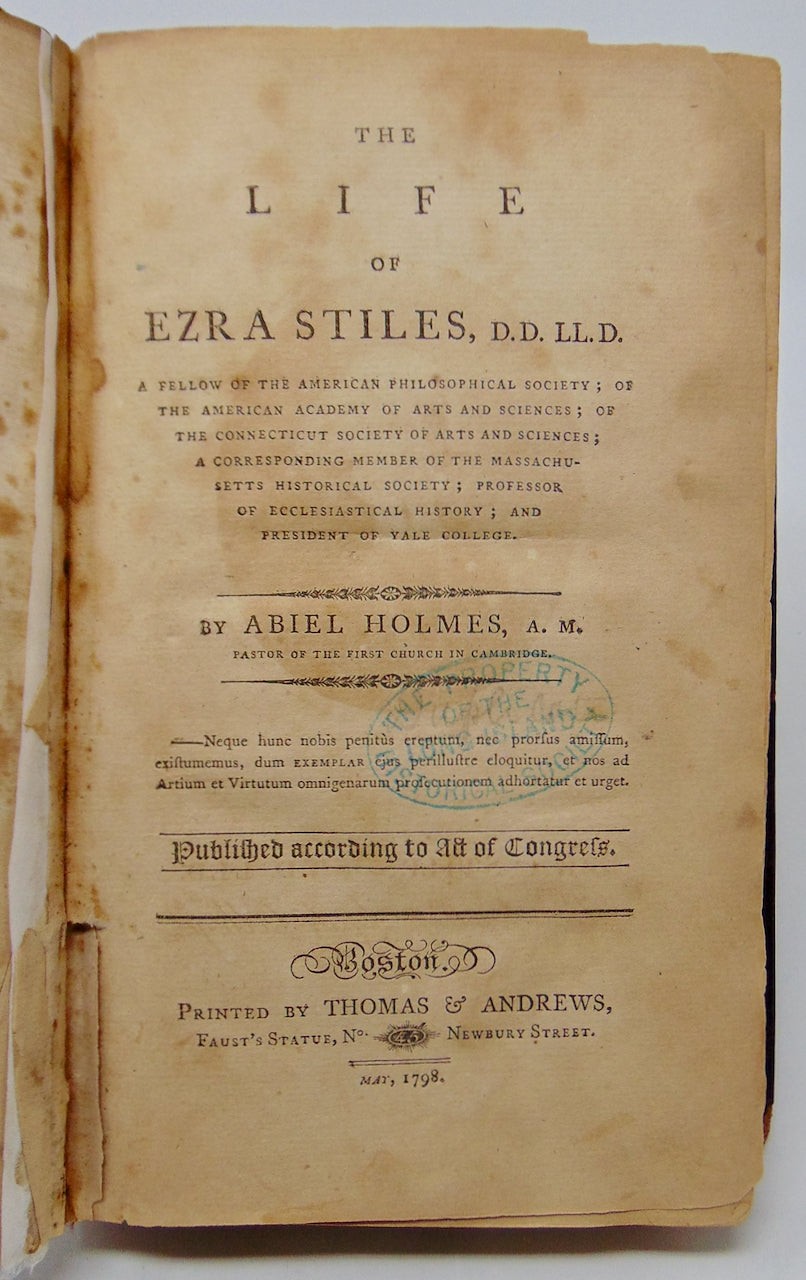 THE
LIFE
OF
EZRA STILES, D.D. LL.D.
A FELLOW OF THE AMERICAN PHILOSOPHICAL SOCIETY; OF
THE AMERICAN ACADEMY OF ARTS AND SCIENCES; OF
THE CONNECTICUT SOCIETY OF ARTS AND SCIENCES;
A CORRESPONDING MEMBER OF THE MASSACHU-
SETTS HISTORICAL SOCIETY; PROFESSOR
OF ECCLESIASTICAL HISTORY; AND
PRESIDENT OF YALE COLLEGE.
BY ABIEL HOLMES, A. M.
PASTOR OF THE FIRST CHURCH IN CAMBRIDGE.
THE PROPERTY
OF THE
HISTORICAL
——Neque hunc nobis penitùs ereptum, nec prorſus amiſſum,
exiſtumemus, dum EXEMPLAR ejus perilluſtre eloquitur, et nos ad
Artium et Virtutum omnigenarum proſecutionem adhortatur et urget.
Publiſhed according to Act of Congreſs.
Boston.
PRINTED BY THOMAS & ANDREWS,
FAUST'S STATUE, No. 45 NEWBURY STREET.
MAY, 1798.